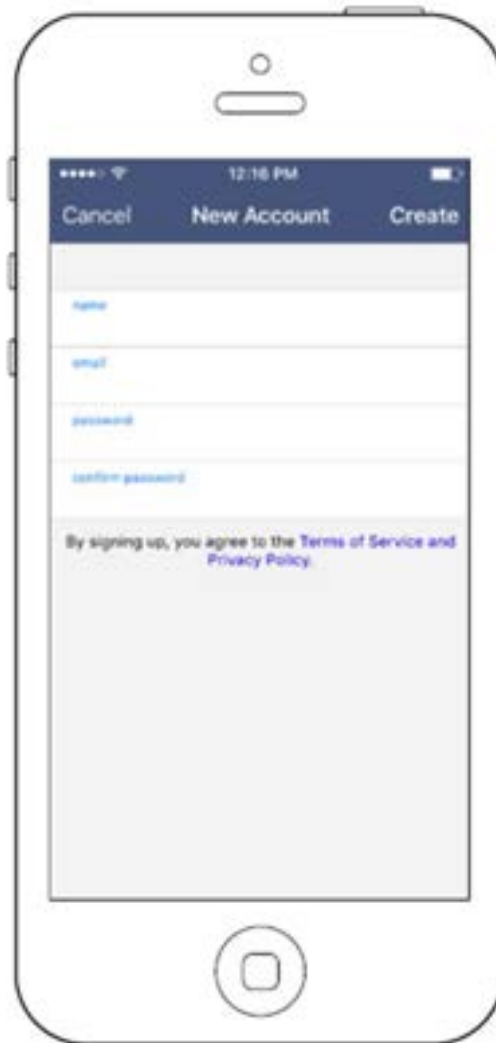 12:16 PM
Cancel New Account Create
name
email
password
confirm password
By signing up, you agree to the Terms of Service and
Privacy Policy.